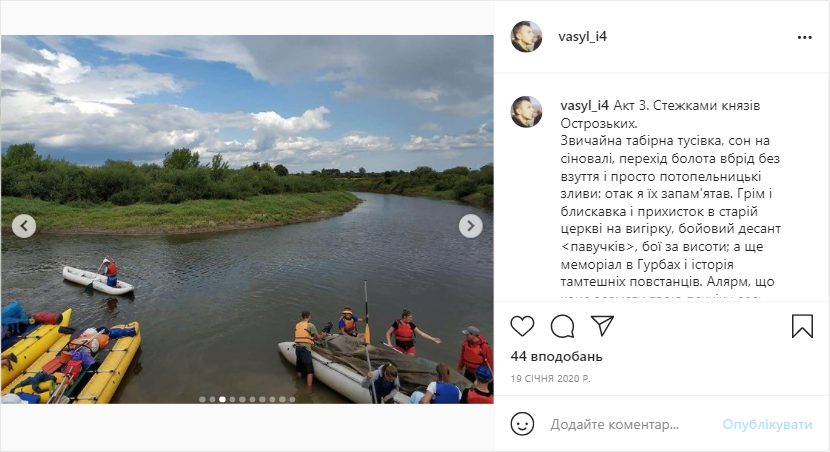 vasyl_i4
vasyl_i4 Акт 3. Стежками князів
Острозьких.
Звичайна табірна тусівка, сон на
сіновалі, перехід болота вбрід без
взуття і просто потопельницькі
зливи: отак я їх запам'ятав. Грім і
блискавка і прихисток в старій
церкві на вигірку, бойовий десант
<павучків>, бої за висоти; а ще
меморіал в Гурбах і історія
тамтешніх повстанців. Алярм, що
44 вподобань
19 СІЧНЯ 2020 Р.
Додайте коментар...
Опублікувати